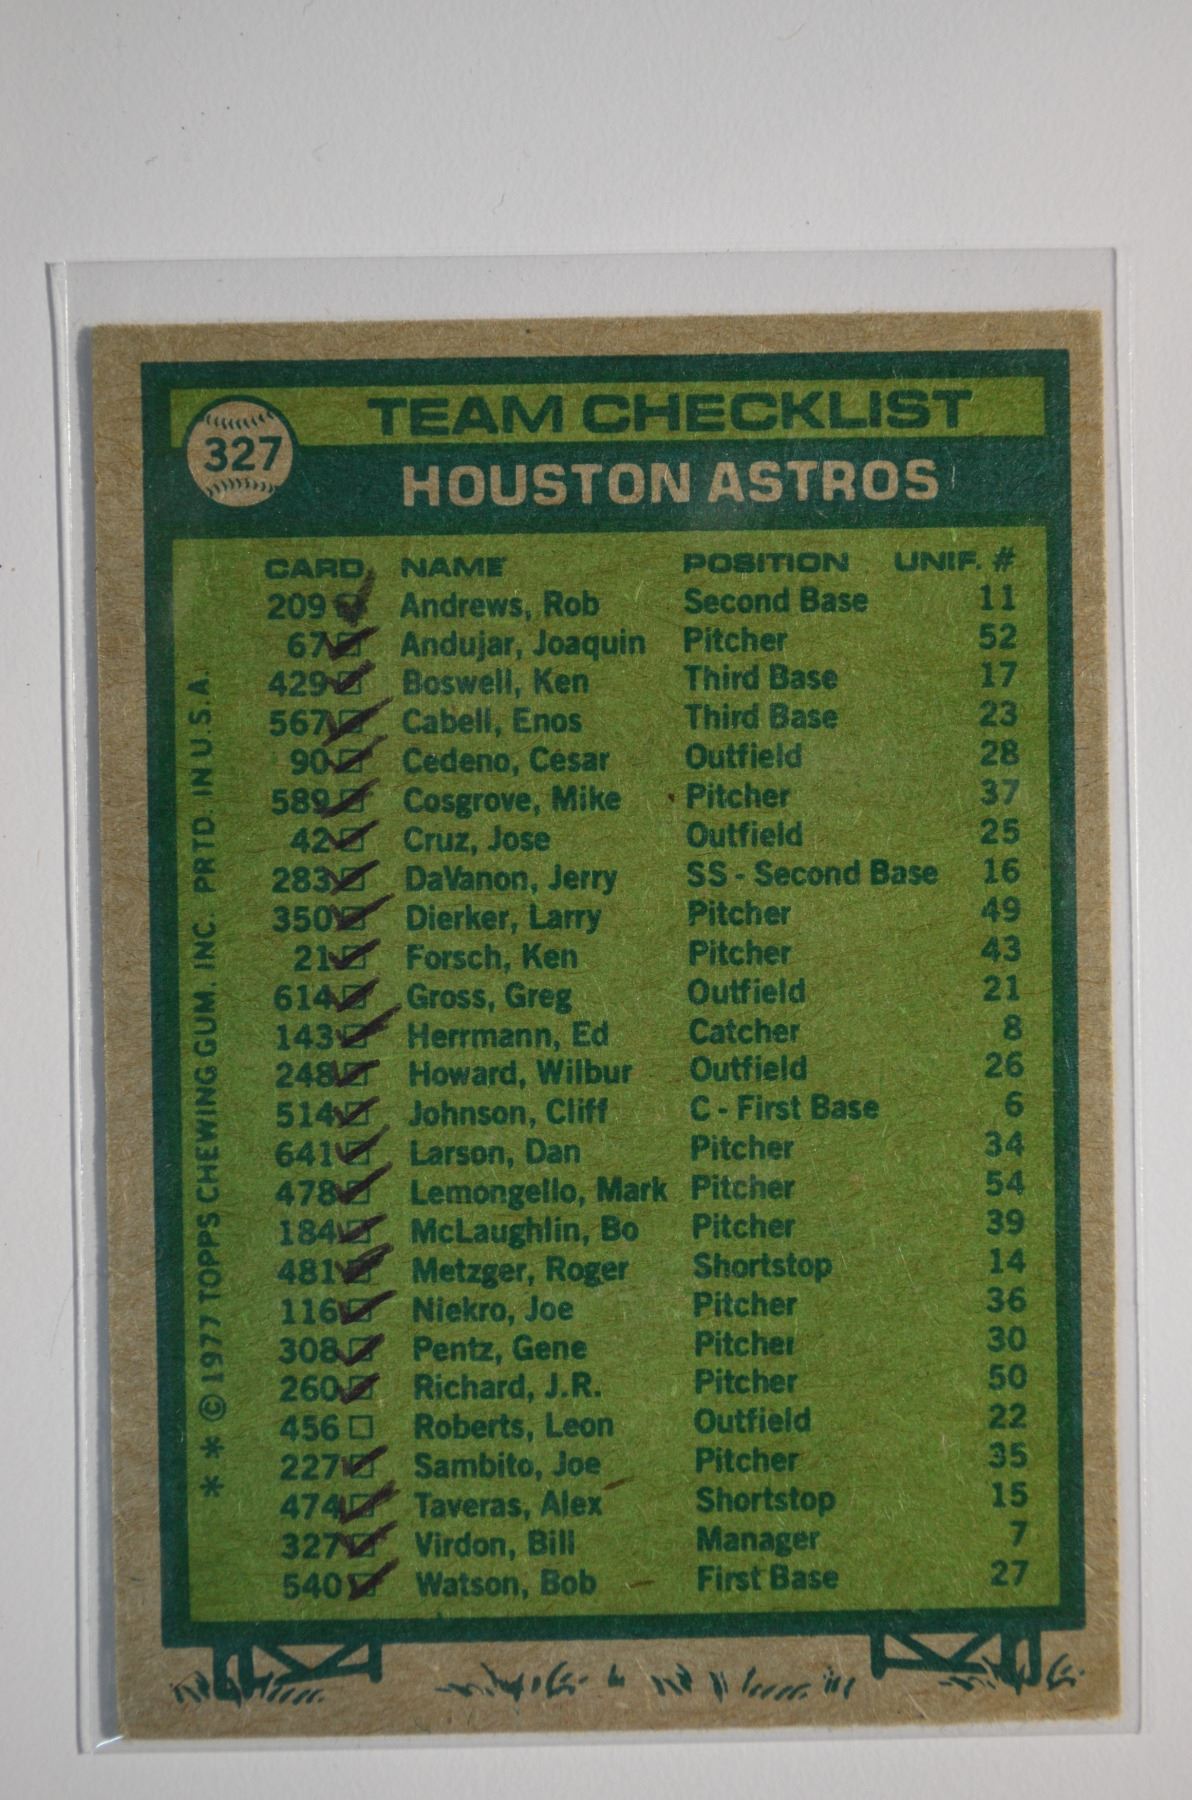 327
TEAM CHECKLIST
HOUSTON ASTROS
CARD NAME POSITION UNIF. #
209 Andrews, Rob Second Base 11
67 Andujar, Joaquin Pitcher 52
429 Boswell, Ken Third Base 17
567 Cabell, Enos Third Base 23
90 Cedeno, Cesar Outfield 28
589 Cosgrove, Mike Pitcher 37
42 Cruz, Jose Outfield 25
283 DaVanon, Jerry SS - Second Base 16
350 Dierker, Larry Pitcher 49
21 Forsch, Ken Pitcher 43
614 Gross, Greg Outfield 21
143 Herrmann, Ed Catcher 8
248 Howard, Wilbur Outfield 26
514 Johnson, Cliff C - First Base 6
641 Larson, Dan Pitcher 34
478 Lemongello, Mark Pitcher 54
184 McLaughlin, Bo Pitcher 39
481 Metzger, Roger Shortstop 14
116 Niekro, Joe Pitcher 36
308 Pentz, Gene Pitcher 30
260 Richard, J.R. Pitcher 50
456 Roberts, Leon Outfield 22
227 Sambito, Joe Pitcher 35
474 Taveras, Alex Shortstop 15
327 Virdon, Bill Manager 7
540 Watson, Bob First Base 27
* * © 1977 TOPPS CHEWING GUM, INC. PRTD. IN U.S.A.